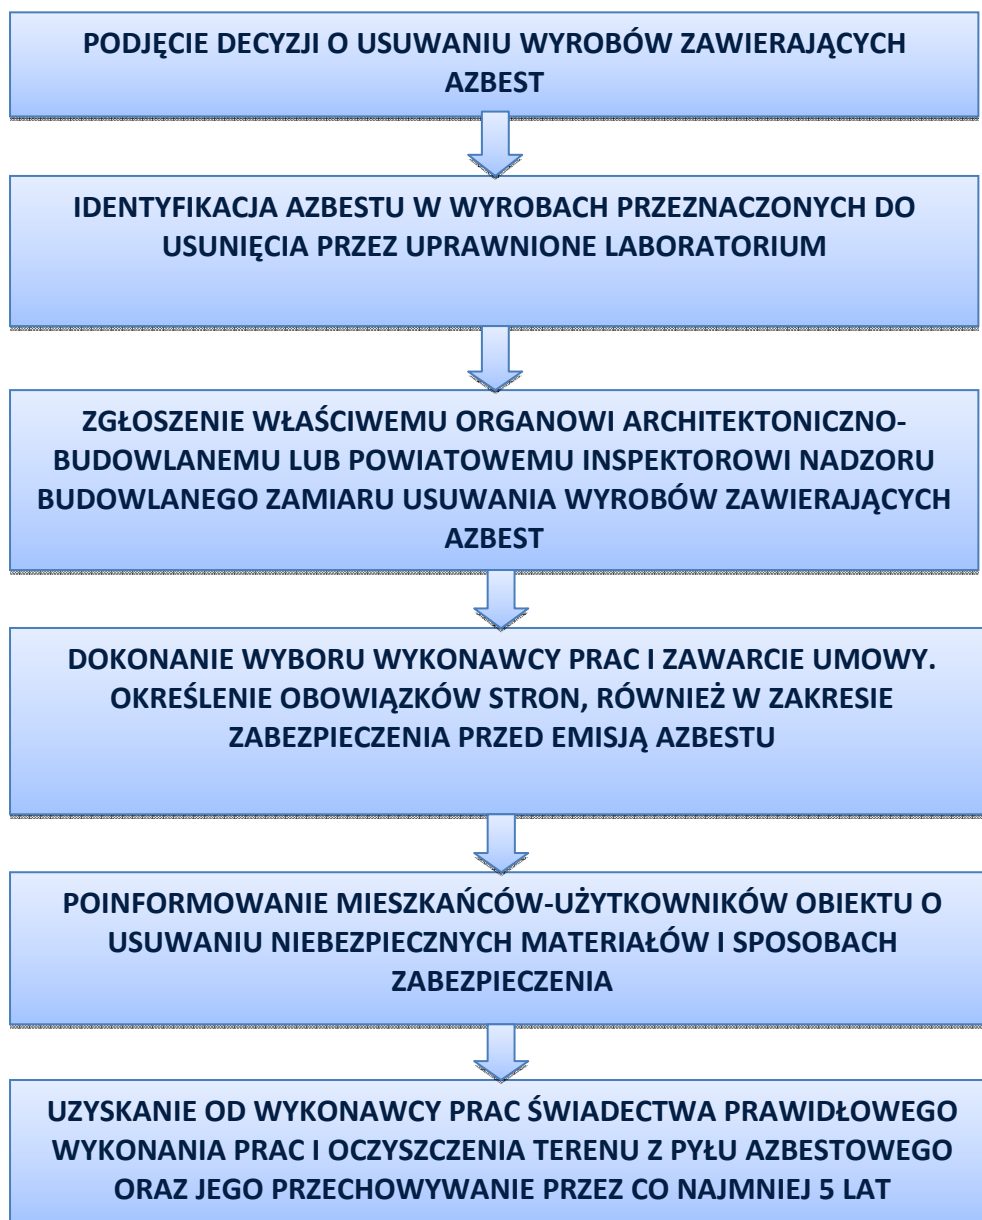 PODJĘCIE DECYZJI O USUWANIU WYROBÓW ZAWIERAJĄCYCH
AZBEST
IDENTYFIKACJA AZBESTU W WYROBACH PRZEZNACZONYCH DO
USUNIĘCIA PRZEZ UPRAWNIONE LABORATORIUM
ZGŁOSZENIE WŁAŚCIWEMU ORGANOWI ARCHITEKTONICZNO-
BUDOWLANEMU LUB POWIATOWEMU INSPEKTOROWI NADZORU
BUDOWLANEGO ZAMIARU USUWANIA WYROBÓW ZAWIERAJĄCYCH
AZBEST
DOKONANIE WYBORU WYKONAWCY PRAC I ZAWARCIE UMOWY.
OKREŚLENIE OBOWIĄZKÓW STRON, RÓWNIEŻ W ZAKRESIE
ZABEZPIECZENIA PRZED EMISJĄ AZBESTU
POINFORMOWANIE MIESZKAŃCÓW-UŻYTKOWNIKÓW OBIEKTU O
USUWANIU NIEBEZPIECZNYCH MATERIAŁÓW I SPOSOBACH
ZABEZPIECZENIA
UZYSKANIE OD WYKONAWCY PRAC ŚWIADECTWA PRAWIDŁOWEGO
WYKONANIA PRAC I OCZYSZCZENIA TERENU Z PYŁU AZBESTOWEGO
ORAZ JEGO PRZECHOWYWANIE PRZEZ CO NAJMNIEJ 5 LAT